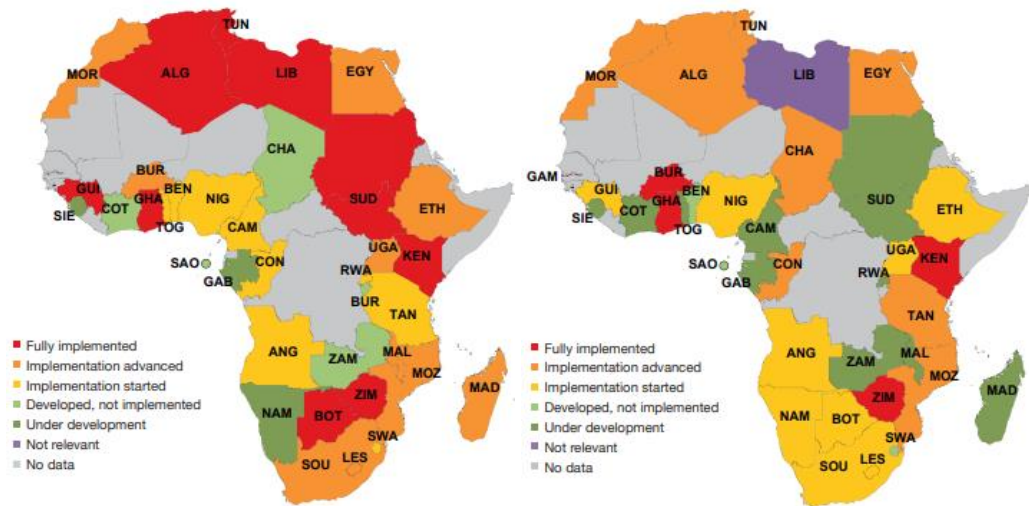 TUN
MOR
ALG
LIB
EGY
CHA
BUR
GUI
BEN
NIG
SUD
GHA
SIE
COT
ETH
TOG
CAM
UGA
KEN
SAO
CON
RWA
GAB
BUR
TAN
ANG
ZAM
MAL
MOZ
MAD
NAM
BOT
ZIM
SWA
LES
SOU
Fully implemented
Implementation advanced
Implementation started
Developed, not implemented
Under development
Not relevant
No data
TUN
MOR
ALG
LIB
EGY
CHA
BUR
GAM
GUI
BEN
NIG
SUD
GHA
SIE
COT
ETH
TOG
CAM
UGA
KEN
SAO
CON
RWA
GAB
TAN
ANG
ZAM
MAL
MOZ
MAD
NAM
BOT
ZIM
SWA
LES
SOU
Fully implemented
Implementation advanced
Implementation started
Developed, not implemented
Under development
Not relevant
No data